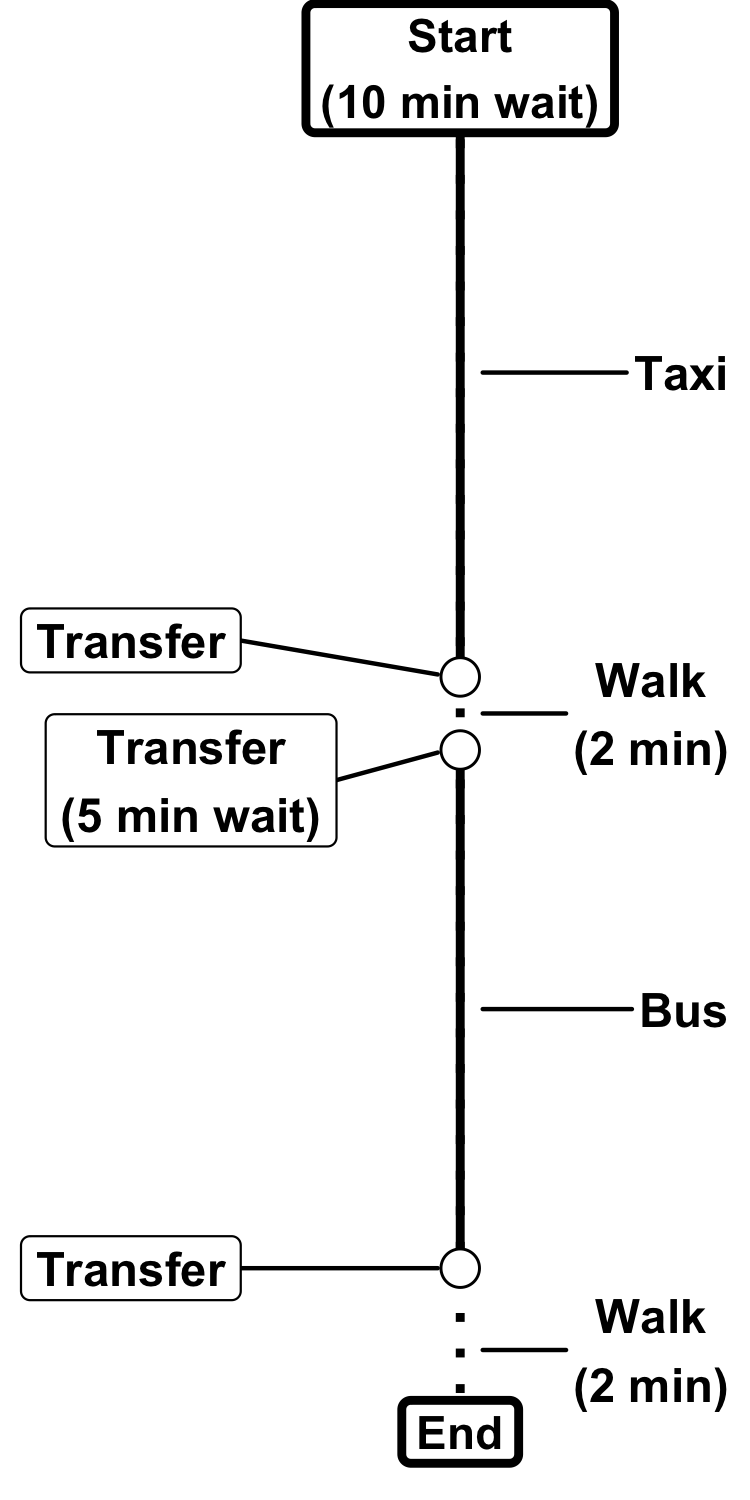 Start
(10 min wait)
Taxi
Transfer
Walk
(2 min)
Transfer
(5 min wait)
Bus
Transfer
Walk
(2 min)
End